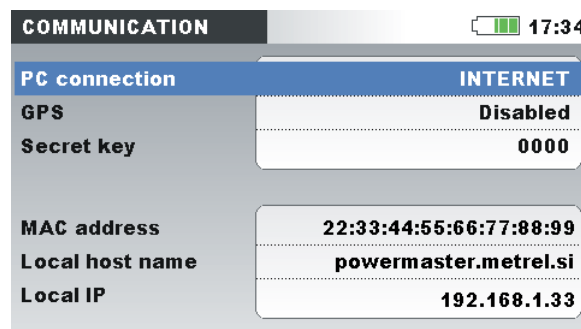 COMMUNICATION 17:34
PC connection INTERNET
GPS Disabled
Secret key 0000
MAC address 22:33:44:55:66:77:88:99
Local host name powermaster.metrel.si
Local IP 192.168.1.33